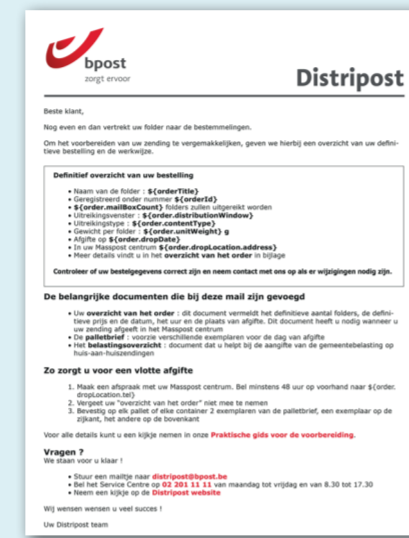 bpost
zorgt ervoor
Distripost
Beste klant,
Nog even en dan vertrekt uw folder naar de bestemmelingen.
Om het voorbereiden van uw zending te vergemakkelijken, geven we hierbij een overzicht van uw defini-
tieve bestelling en de werkwijze.
Definitief overzicht van uw bestelling
• Naam van de folder : ${orderTitle}
• Geregistreerd onder nummer ${orderId}
• ${order.mailBoxCount} folders zullen uitgereikt worden
• Uitreikingsvenster : ${order.distributionWindow}
• Uitreikingstype : ${order.contentType}
• Gewicht per folder : ${order.unitWeight} g
• Afgifte op ${order.dropDate}
• In uw Masspost centrum ${order.dropLocation.address}
• Meer details vindt u in het overzicht van het order in bijlage
Controleer of uw bestelgegevens correct zijn en neem contact met ons op als er wijzigingen nodig zijn.
De belangrijke documenten die bij deze mail zijn gevoegd
• Uw overzicht van het order : dit document vermeldt het definitieve aantal folders, de defini-
tieve prijs en de datum, het uur en de plaats van afgifte. Dit document heeft u nodig wanneer u
uw zending afgeeft in het Masspost centrum
• De palletbrief : voorzie verschillende exemplaren voor de dag van afgifte
• Het belastingsoverzicht : document dat u helpt bij de aangifte van de gemeentebelasting op
huis-aan-huiszendingen
Zo zorgt u voor een vlotte afgifte
1. Maak een afspraak met uw Masspost centrum. Bel minstens 48 uur op voorhand naar ${order.
dropLocation.tel}
2. Vergeet uw "overzicht van het order" niet mee te nemen
3. Bevestig op elk pallet of elke container 2 exemplaren van de palletbrief, een exemplaar op de
zijkant, het andere op de bovenkant
Voor alle details kunt u een kijkje nemen in onze Praktische gids voor de voorbereiding.
Vragen ?
We staan voor u klaar !
• Stuur een mailtje naar distripost@bpost.be
• Bel het Service Centre op 02 201 11 11 van maandag tot vrijdag en van 8.30 tot 17.30
• Neem een kijkje op de Distripost website
Wij wensen wensen u veel succes !
Uw Distripost team